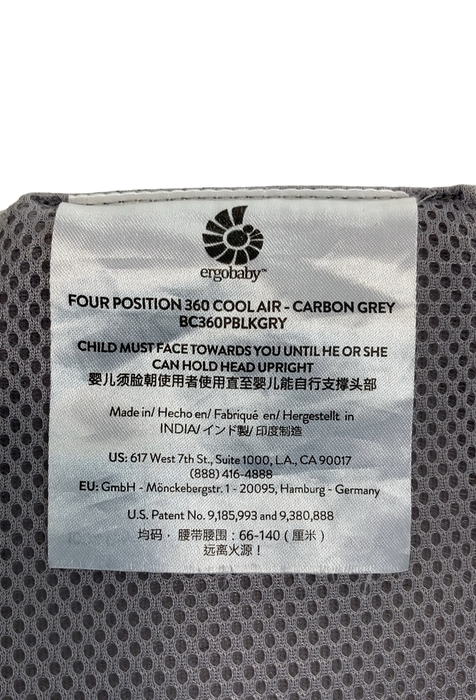 ergobaby™
FOUR POSITION 360 COOL AIR - CARBON GREY
BC360PBLKGRY
CHILD MUST FACE TOWARDS YOU UNTIL HE OR SHE
CAN HOLD HEAD UPRIGHT
婴儿须脸朝使用者使用直至婴儿能自行支撑头部
Made in/ Hecho en/ Fabriqué en/ Hergestellt in
INDIA/ インド製/ 印度制造
US: 617 West 7th St., Suite 1000, L.A., CA 90017
(888) 416-4888
EU: GmbH - Mönckebergstr. 1 - 20095, Hamburg - Germany
U.S. Patent No. 9,185,993 and 9,380,888
均码， 腰带腰围：66-140（厘米）
远离火源！